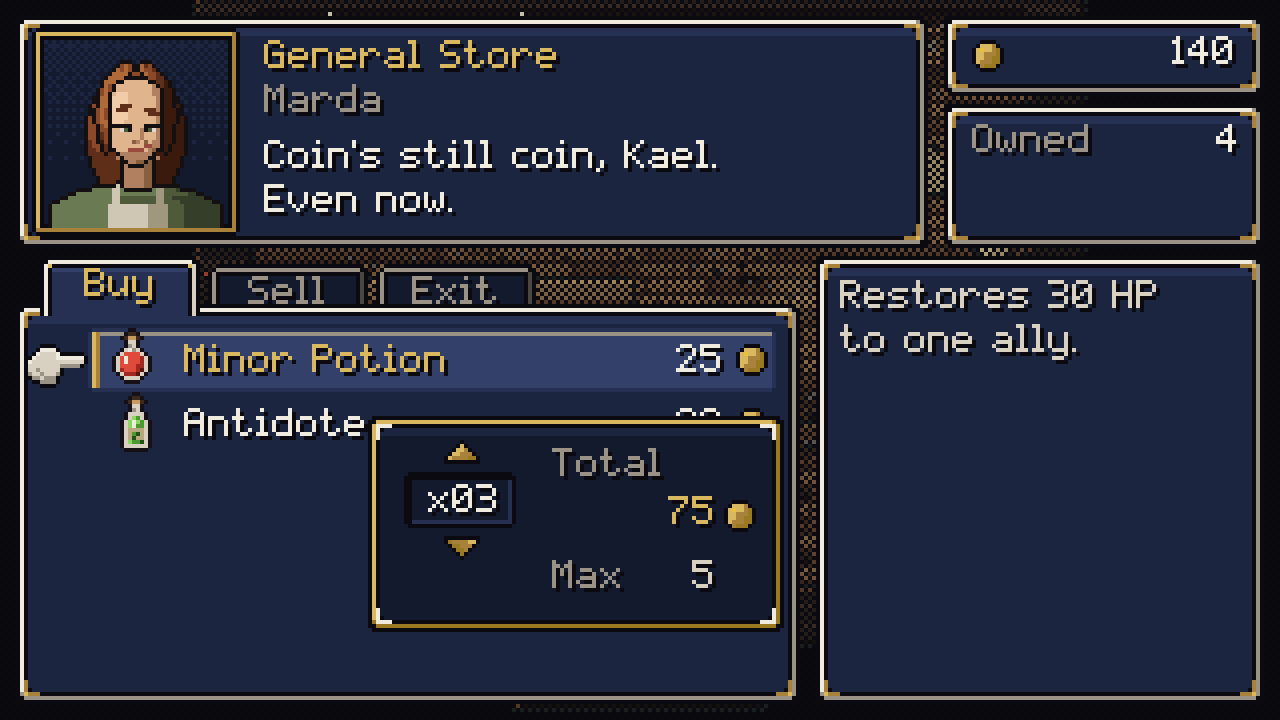 General Store
Marda
Coin's still coin, Kael.
Even now.
140
Owned 4
Buy Sell Exit
Minor Potion 25
Antidote
x03
Total
75
Max 5
Restores 30 HP
to one ally.